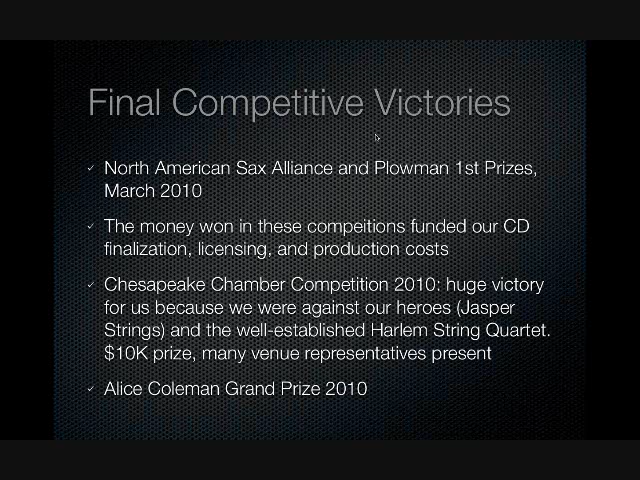 Final Competitive Victories
✓ North American Sax Alliance and Plowman 1st Prizes,
March 2010
✓ The money won in these compeitions funded our CD
finalization, licensing, and production costs
✓ Chesapeake Chamber Competition 2010: huge victory
for us because we were against our heroes (Jasper
Strings) and the well-established Harlem String Quartet.
$10K prize, many venue representatives present
✓ Alice Coleman Grand Prize 2010